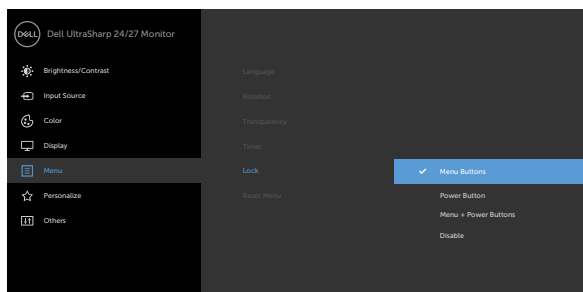 DELL Dell UltraSharp 24/27 Monitor
Brightness/Contrast
Language
Input Source
Rotation
Color
Transparency
Display
Timer
Menu
Lock
Menu Buttons
Personalize
Reset Menu
Power Button
Menu + Power Buttons
Others
Disable